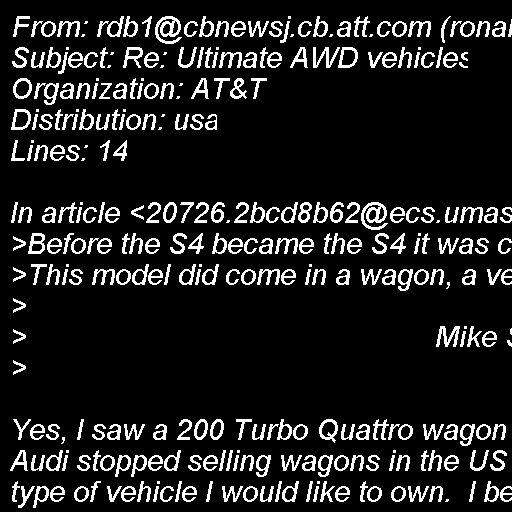 From: rdb1@cbnewsj.cb.att.com (ronal
Subject: Re: Ultimate AWD vehicles
Organization: AT&T
Distribution: usa
Lines: 14

In article <20726.2bcd8b62@ecs.umas
>Before the S4 became the S4 it was c
>This model did come in a wagon, a ve
>
> Mike S
>

Yes, I saw a 200 Turbo Quattro wagon
Audi stopped selling wagons in the US
type of vehicle I would like to own. I be